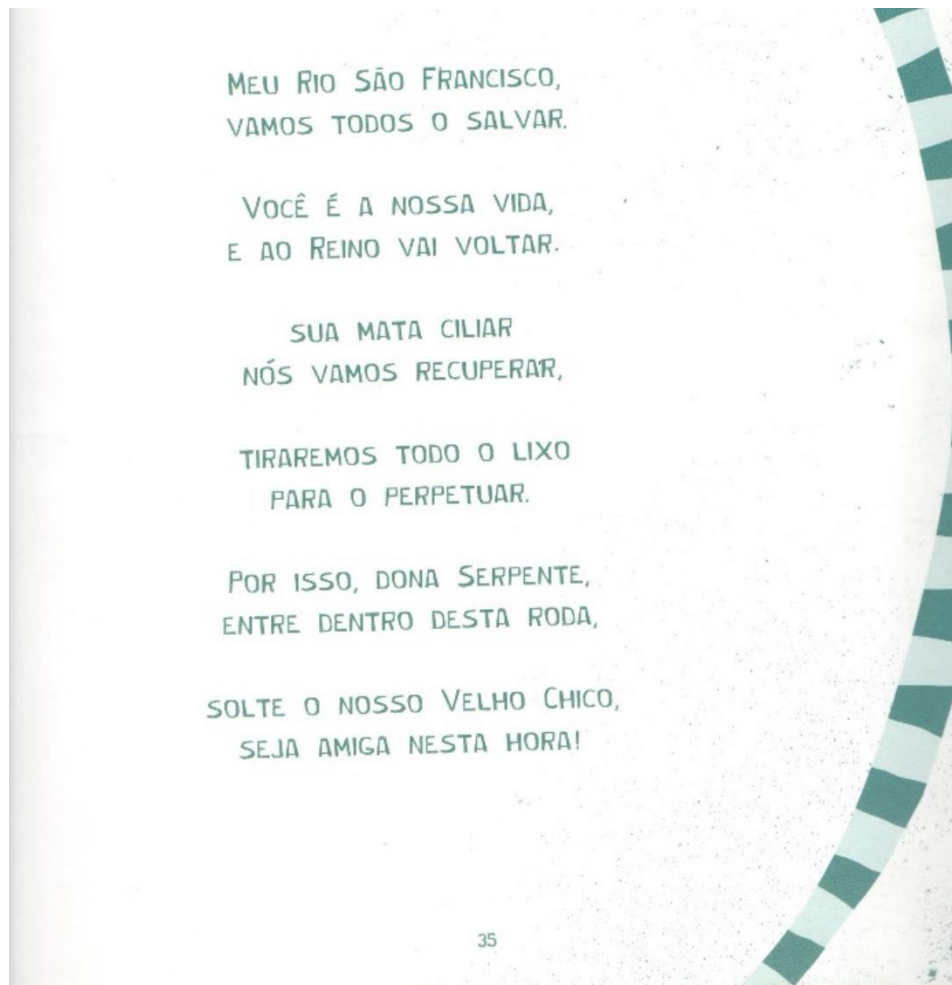 MEU RIO SÃO FRANCISCO,
VAMOS TODOS O SALVAR.
VOCÊ É A NOSSA VIDA,
E AO REINO VAI VOLTAR.
SUA MATA CILIAR
NÓS VAMOS RECUPERAR,
TIRAREMOS TODO O LIXO
PARA O PERPETUAR.
POR ISSO, DONA SERPENTE,
ENTRE DENTRO DESTA RODA,
SOLTE O NOSSO VELHO CHICO,
SEJA AMIGA NESTA HORA!
35